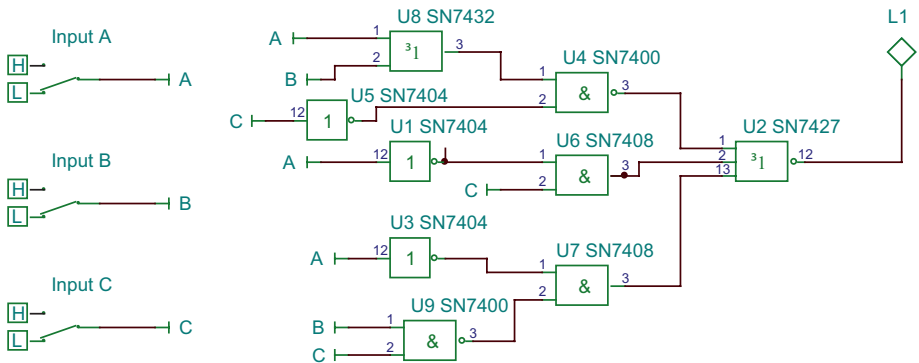 L1
U8 SN7432
Input A
A 1
³1
3
2
H
U4 SN7400
L
A
B
1
&
3
U5 SN7404
2
C 12
1
U1 SN7404
U6 SN7408
U2 SN7427
Input B
1
A 12
1
1
&
3
2
³1
12
13
C 2
H
L
B
U3 SN7404
U7 SN7408
A 12
1
1
&
3
Input C
2
U9 SN7400
H
B 1
&
3
L
C
C 2